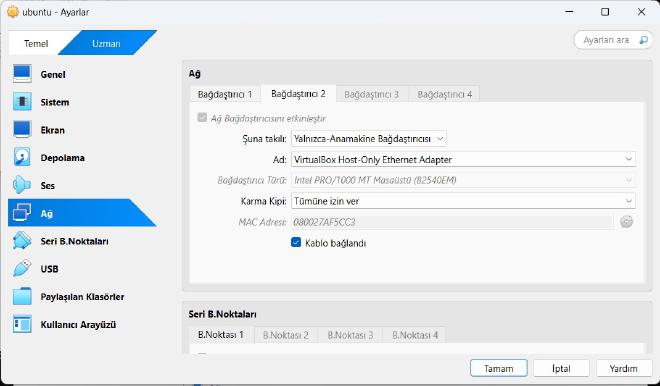 ubuntu - Ayarlar
Temel
Uzman
Ayarları ara
Genel
Sistem
Ekran
Depolama
Ses
Ağ
Seri B.Noktaları
USB
Paylaşılan Klasörler
Kullanıcı Arayüzü
Ağ
Bağdaştırıcı 1 Bağdaştırıcı 2 Bağdaştırıcı 3 Bağdaştırıcı 4
Ağ Bağdaştırıcısını etkinleştir
Şuna takılı: Yalnızca-Anamakine Bağdaştırıcısı
Ad: VirtualBox Host-Only Ethernet Adapter
Bağdaştırıcı Türü: Intel PRO/1000 MT Masaüstü (82540EM)
Karma Kipi: Tümüne izin ver
MAC Adresi: 080027AF5CC3
Kablo bağlandı
Seri B.Noktaları
B.Noktası 1 B.Noktası 2 B.Noktası 3 B.Noktası 4
Tamam İptal Yardım